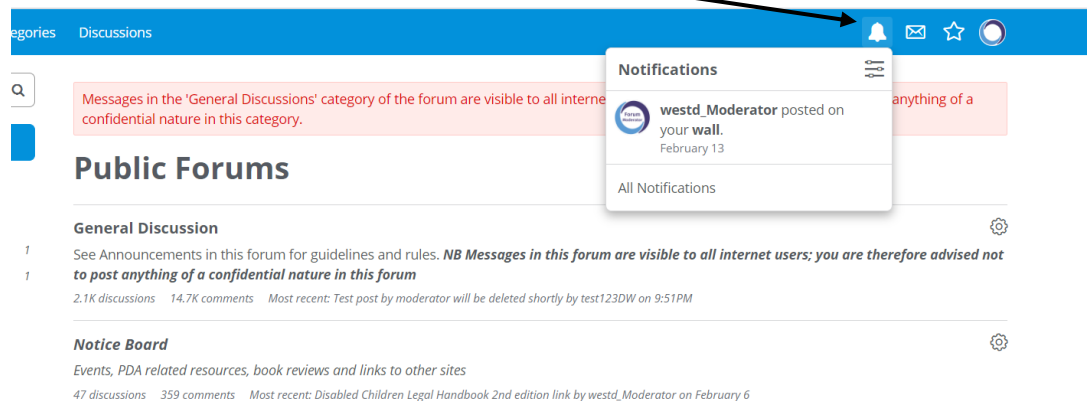 egories Discussions
Notifications
westd_Moderator posted on
your wall.
February 13
All Notifications
Messages in the 'General Discussions' category of the forum are visible to all interne
anything of a
confidential nature in this category.
Public Forums
General Discussion
See Announcements in this forum for guidelines and rules. NB Messages in this forum are visible to all internet users; you are therefore advised not
to post anything of a confidential nature in this forum
1
1
2.1K discussions 14.7K comments Most recent: Test post by moderator will be deleted shortly by test123DW on 9:51PM
Notice Board
Events, PDA related resources, book reviews and links to other sites
47 discussions 359 comments Most recent: Disabled Children Legal Handbook 2nd edition link by westd_Moderator on February 6